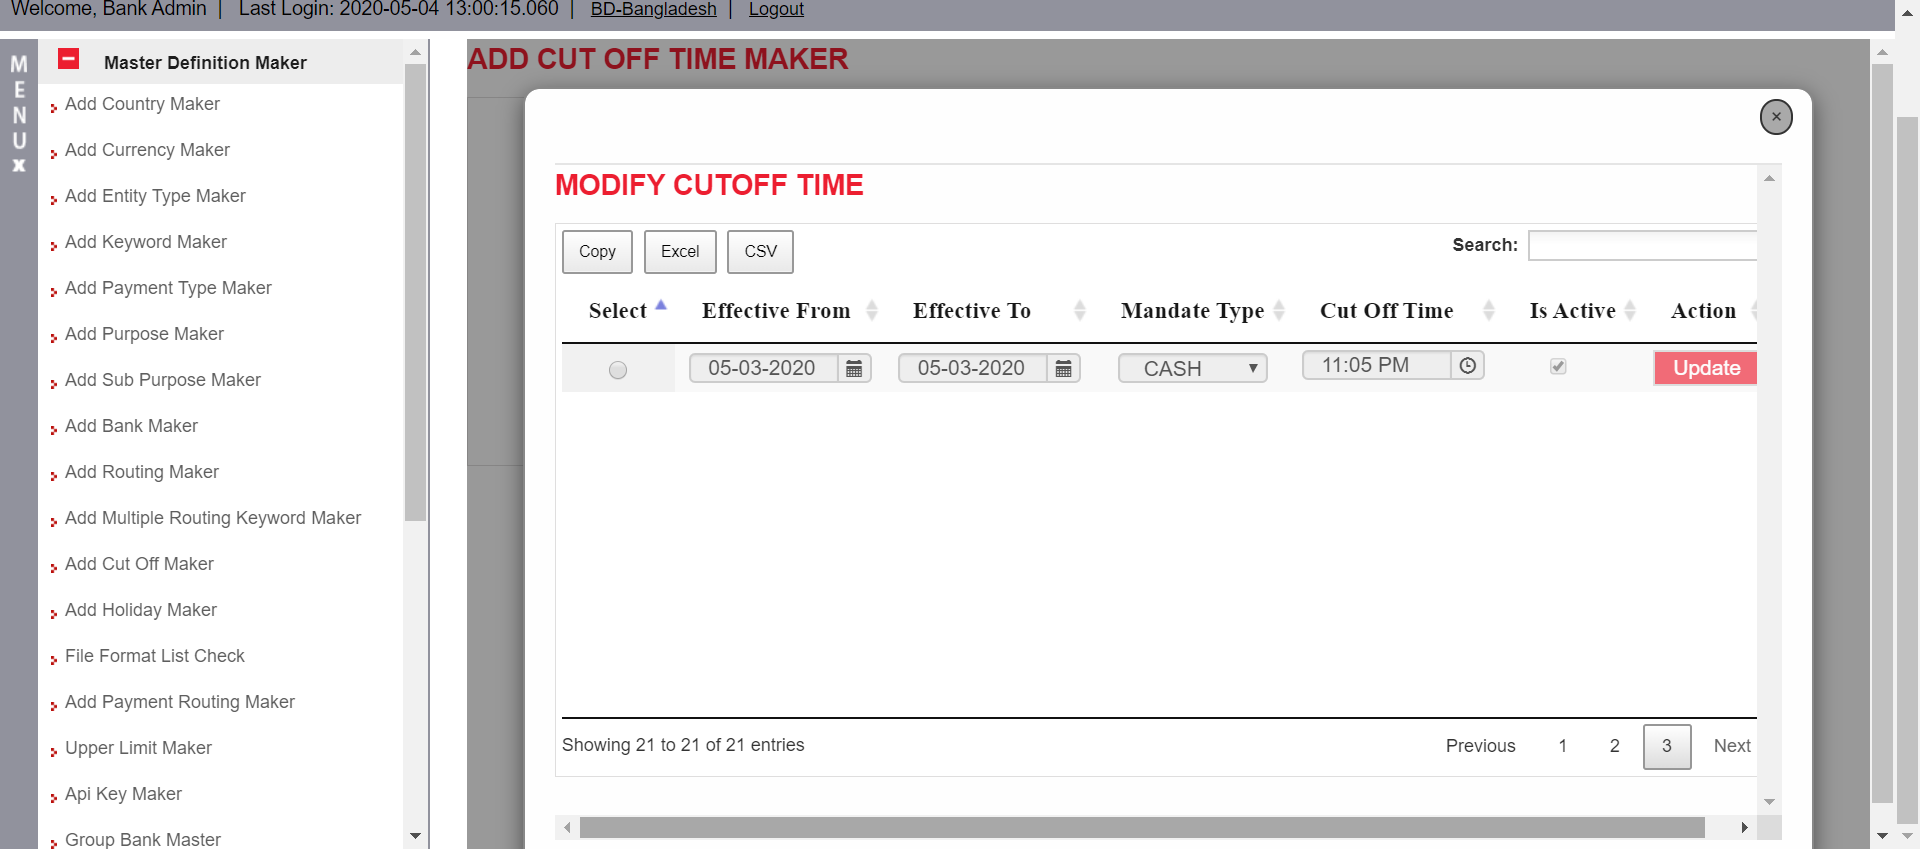 Welcome, Bank Admin | Last Login: 2020-05-04 13:00:15.060 | BD-Bangladesh | Logout
MENU x
Master Definition Maker
Add Country Maker
Add Currency Maker
Add Entity Type Maker
Add Keyword Maker
Add Payment Type Maker
Add Purpose Maker
Add Sub Purpose Maker
Add Bank Maker
Add Routing Maker
Add Multiple Routing Keyword Maker
Add Cut Off Maker
Add Holiday Maker
File Format List Check
Add Payment Routing Maker
Upper Limit Maker
Api Key Maker
Group Bank Master
ADD CUT OFF TIME MAKER
×
MODIFY CUTOFF TIME
Copy Excel CSV Search:
Select Effective From Effective To Mandate Type Cut Off Time Is Active Action
05-03-2020 05-03-2020 CASH 11:05 PM Update
Showing 21 to 21 of 21 entries Previous 1 2 3 Next